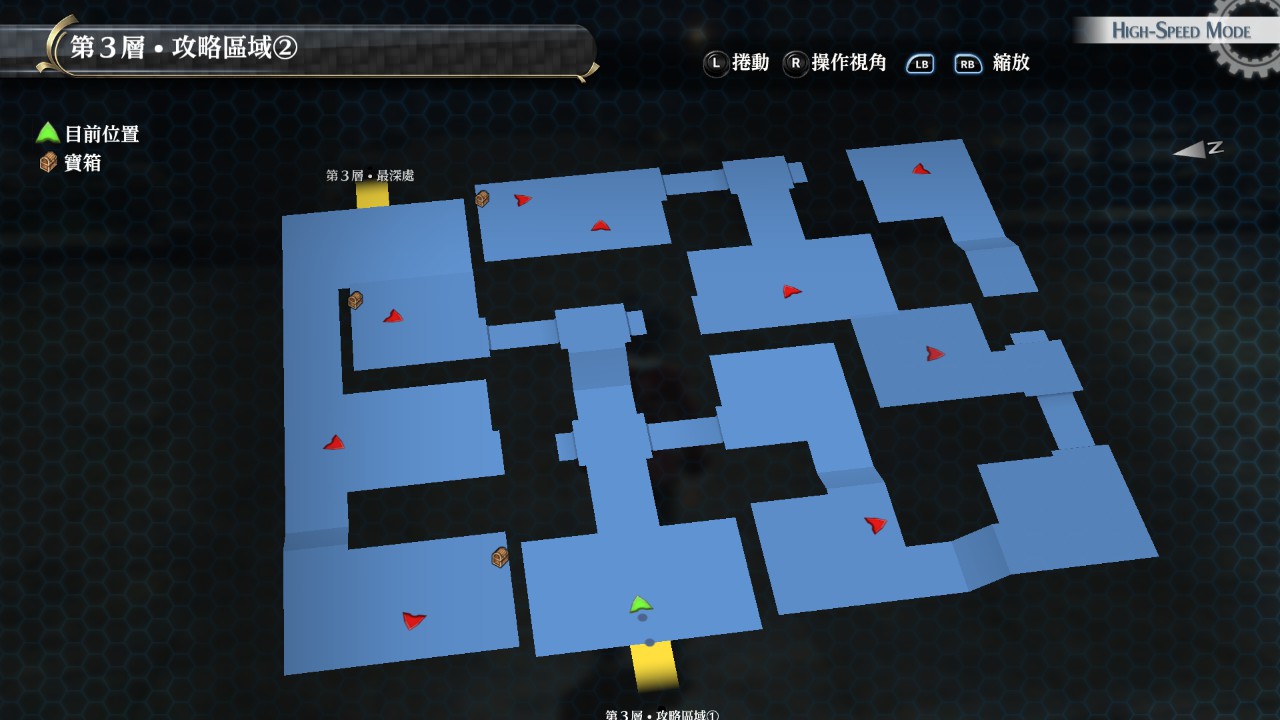 第3層・攻略區域②
HIGH-SPEED MODE
L 捲動 R 操作視角 LB RB 縮放
目前位置
Z
寶箱
第3層・最深處
第3層・攻略區域①